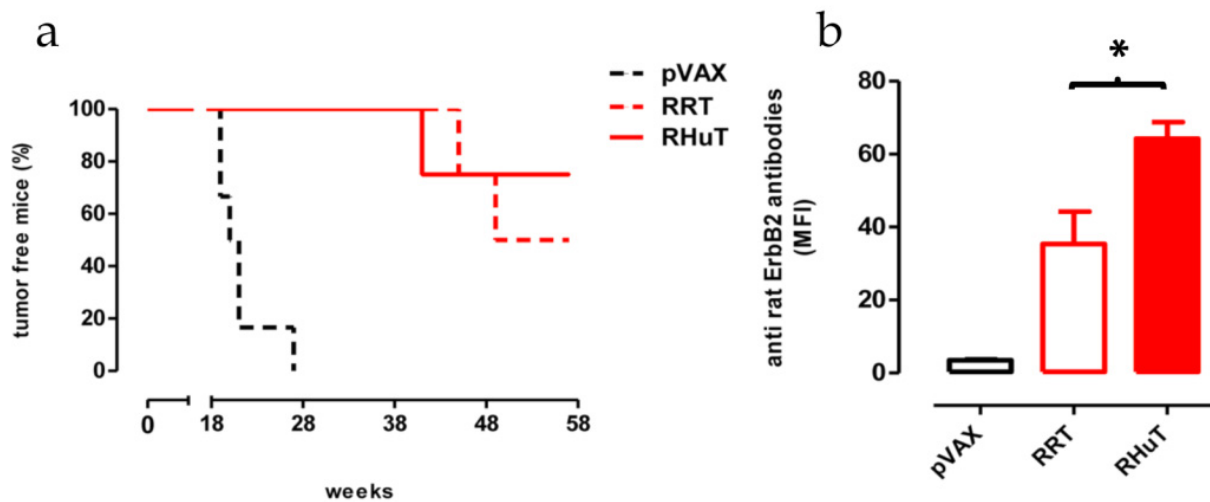 a
pVAX
RRT
RHuT
tumor free mice (%)
100
80
60
40
20
0
0
18
28
38
48
58
weeks
b
*
anti rat ErbB2 antibodies
(MFI)
80
60
40
20
0
pVAX
RRT
RHuT